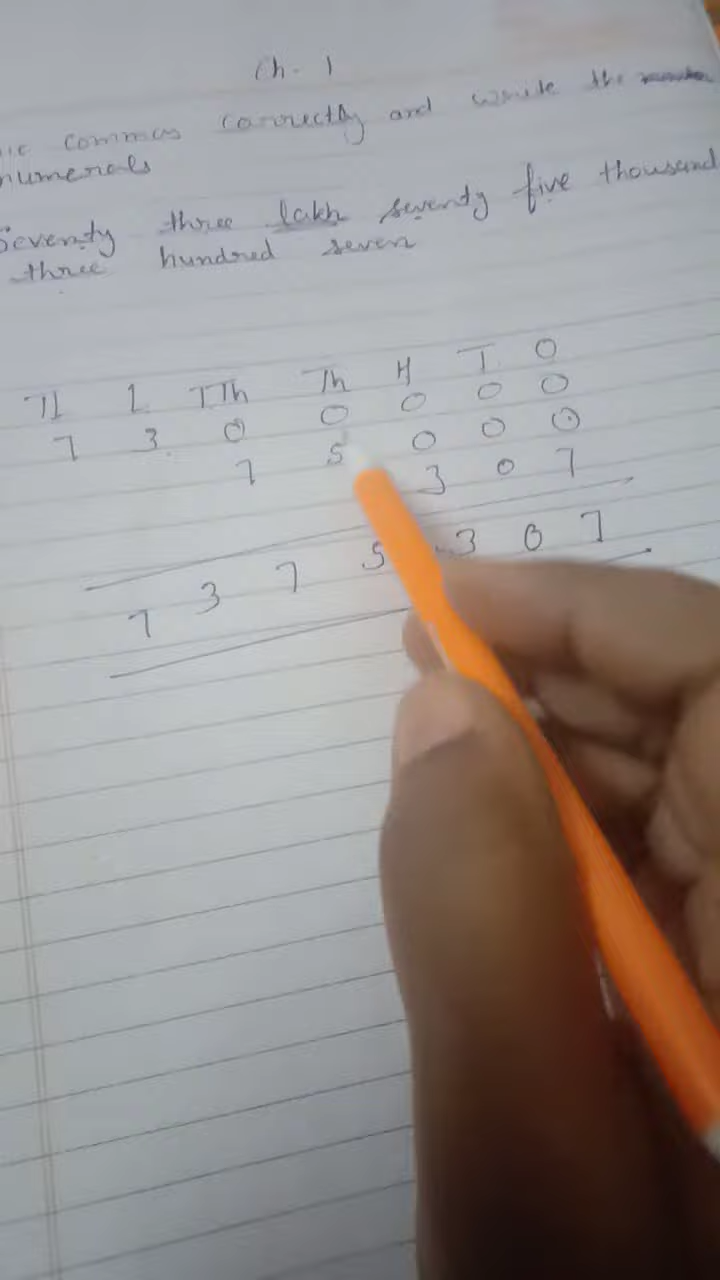 Ch. 1
commas correctly and write the
numerals
Seventy three lakh seventy five thousand
three hundred seven
Tl L TTh Th H T O
7 3 0 0 0 0 0
7 5 0 0 0
3 0 7
7 3 7 5 3 0 7